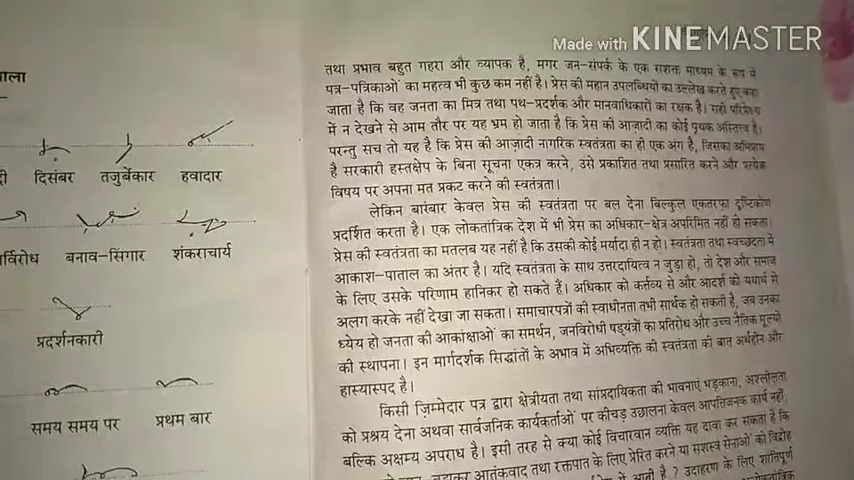 Made with KINEMASTER
ाला
दिसंबर तजुर्बेकार हवादार
र्विरोध बनाव-सिंगार शंकराचार्य
प्रदर्शनकारी
समय समय पर प्रथम बार
तथा प्रभाव बहुत गहरा और व्यापक है, मगर जन-संपर्क के एक सशक्त माध्यम के रूप में
पत्र-पत्रिकाओं का महत्व भी कुछ कम नहीं है। प्रेस की महान उपलब्धियों का उल्लेख करते हुए कहा
जाता है कि वह जनता का मित्र तथा पथ-प्रदर्शक और मानवाधिकारों का रक्षक है। सही परिप्रेक्ष्य
में न देखने से आम तौर पर यह भ्रम हो जाता है कि प्रेस की आज़ादी का कोई पृथक अस्तित्व है।
परन्तु सच तो यह है कि प्रेस की आज़ादी नागरिक स्वतंत्रता का ही एक अंग है, जिसका अभिप्राय
है सरकारी हस्तक्षेप के बिना सूचना एकत्र करने, उसे प्रकाशित तथा प्रसारित करने और प्रत्येक
विषय पर अपना मत प्रकट करने की स्वतंत्रता।
लेकिन बारंबार केवल प्रेस की स्वतंत्रता पर बल देना बिल्कुल एकतरफा दृष्टिकोण
प्रदर्शित करता है। एक लोकतांत्रिक देश में भी प्रेस का अधिकार-क्षेत्र अपरिमित नहीं हो सकता।
प्रेस की स्वतंत्रता का मतलब यह नहीं है कि उसकी कोई मर्यादा ही न हो। स्वतंत्रता तथा स्वच्छंदता में
आकाश-पाताल का अंतर है। यदि स्वतंत्रता के साथ उत्तरदायित्व न जुड़ा हो, तो देश और समाज
के लिए उसके परिणाम हानिकर हो सकते हैं। अधिकार को कर्त्तव्य से और आदर्श को यथार्थ से
अलग करके नहीं देखा जा सकता। समाचारपत्रों की स्वाधीनता तभी सार्थक हो सकती है, जब उनका
ध्येय हो जनता की आकांक्षाओं का समर्थन, जनविरोधी षड्यंत्रों का प्रतिरोध और उच्च नैतिक मूल्यों
की स्थापना। इन मार्गदर्शक सिद्धांतों के अभाव में अभिव्यक्ति की स्वतंत्रता की बात अर्थहीन और
हास्यास्पद है।
किसी ज़िम्मेदार पत्र द्वारा क्षेत्रीयता तथा सांप्रदायिकता की भावनाएं भड़काना, अश्लीलता
को प्रश्रय देना अथवा सार्वजनिक कार्यकर्ताओं पर कीचड़ उछालना केवल आपत्तिजनक कार्य नहीं,
बल्कि अक्षम्य अपराध है। इसी तरह से क्या कोई विचारवान व्यक्ति यह दावा कर सकता है कि
आतंकवाद तथा रक्तपात के लिए प्रेरित करने या सशस्त्र सेनाओं को विद्रोह
में आती है ? उदाहरण के लिए शांतिपूर्ण